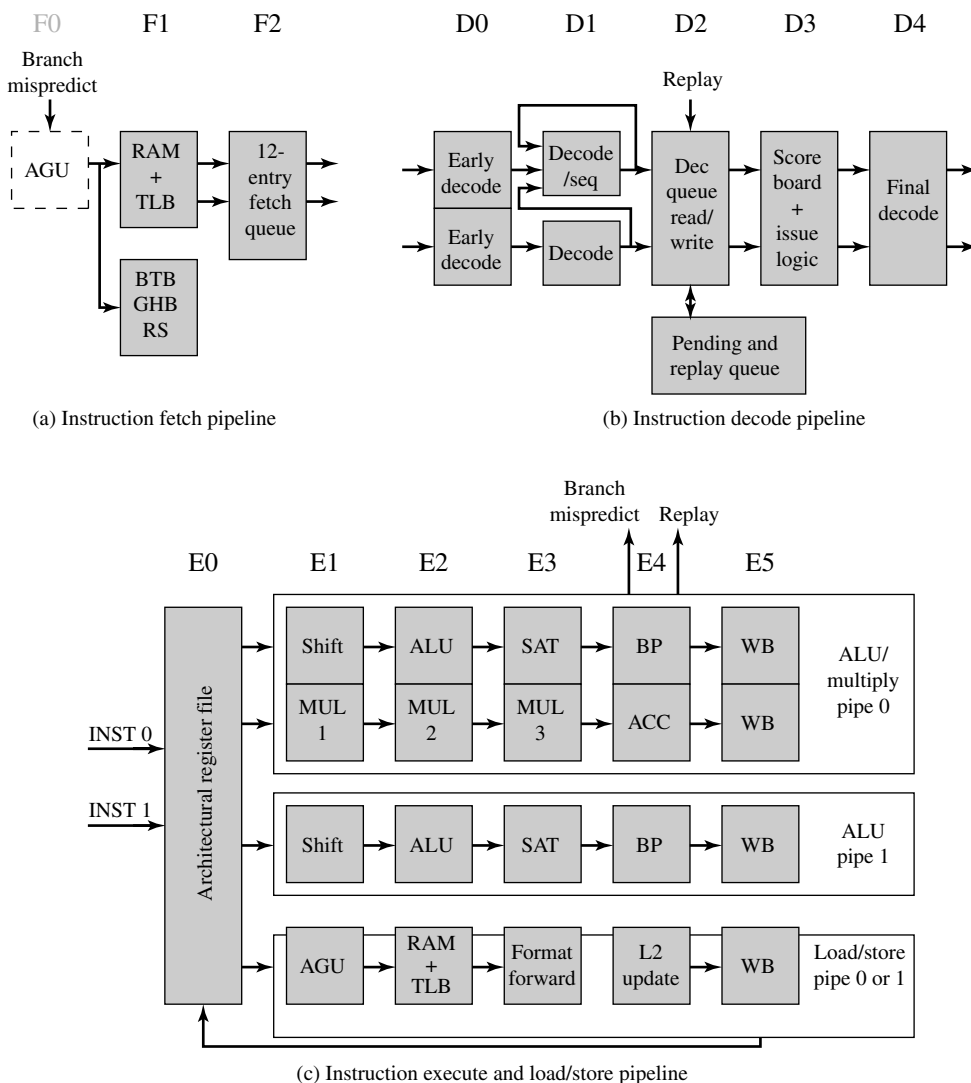 F0 F1 F2
Branch
mispredict
AGU
RAM
+
TLB
12-
entry
fetch
queue
BTB
GHB
RS
(a) Instruction fetch pipeline
D0 D1 D2 D3 D4
Replay
Early
decode
Early
decode
Decode
/seq
Decode
Dec
queue
read/
write
Score
board
+
issue
logic
Final
decode
Pending and
replay queue
(b) Instruction decode pipeline
Branch
mispredict
Replay
E0 E1 E2 E3 E4 E5
INST 0
INST 1
Architectural register file
Shift ALU SAT BP WB
MUL
1
MUL
2
MUL
3
ACC
WB
ALU/
multiply
pipe 0
Shift ALU SAT BP WB
ALU
pipe 1
AGU
RAM
+
TLB
Format
forward
L2
update
WB
Load/store
pipe 0 or 1
(c) Instruction execute and load/store pipeline